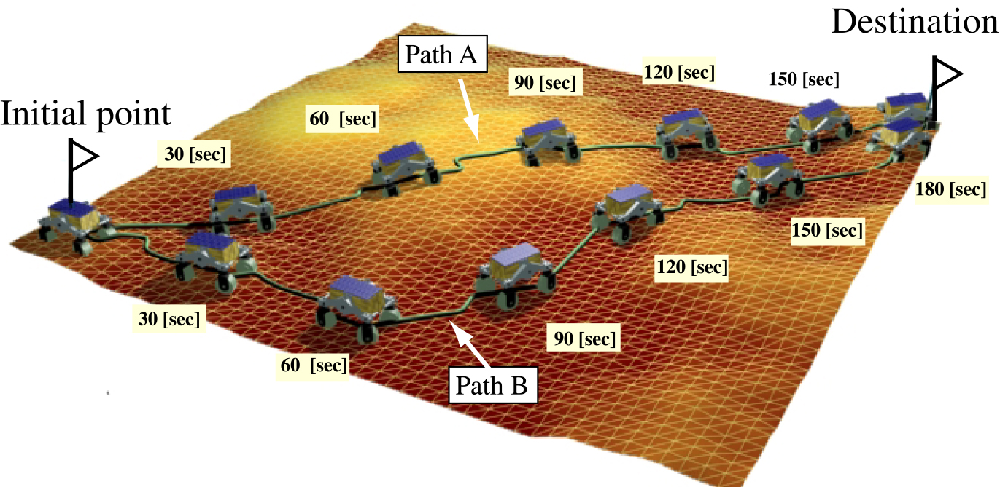 Destination
Path A
90 [sec]
120 [sec]
150 [sec]
Initial point
60 [sec]
30 [sec]
180 [sec]
150 [sec]
120 [sec]
30 [sec]
90 [sec]
60 [sec]
Path B